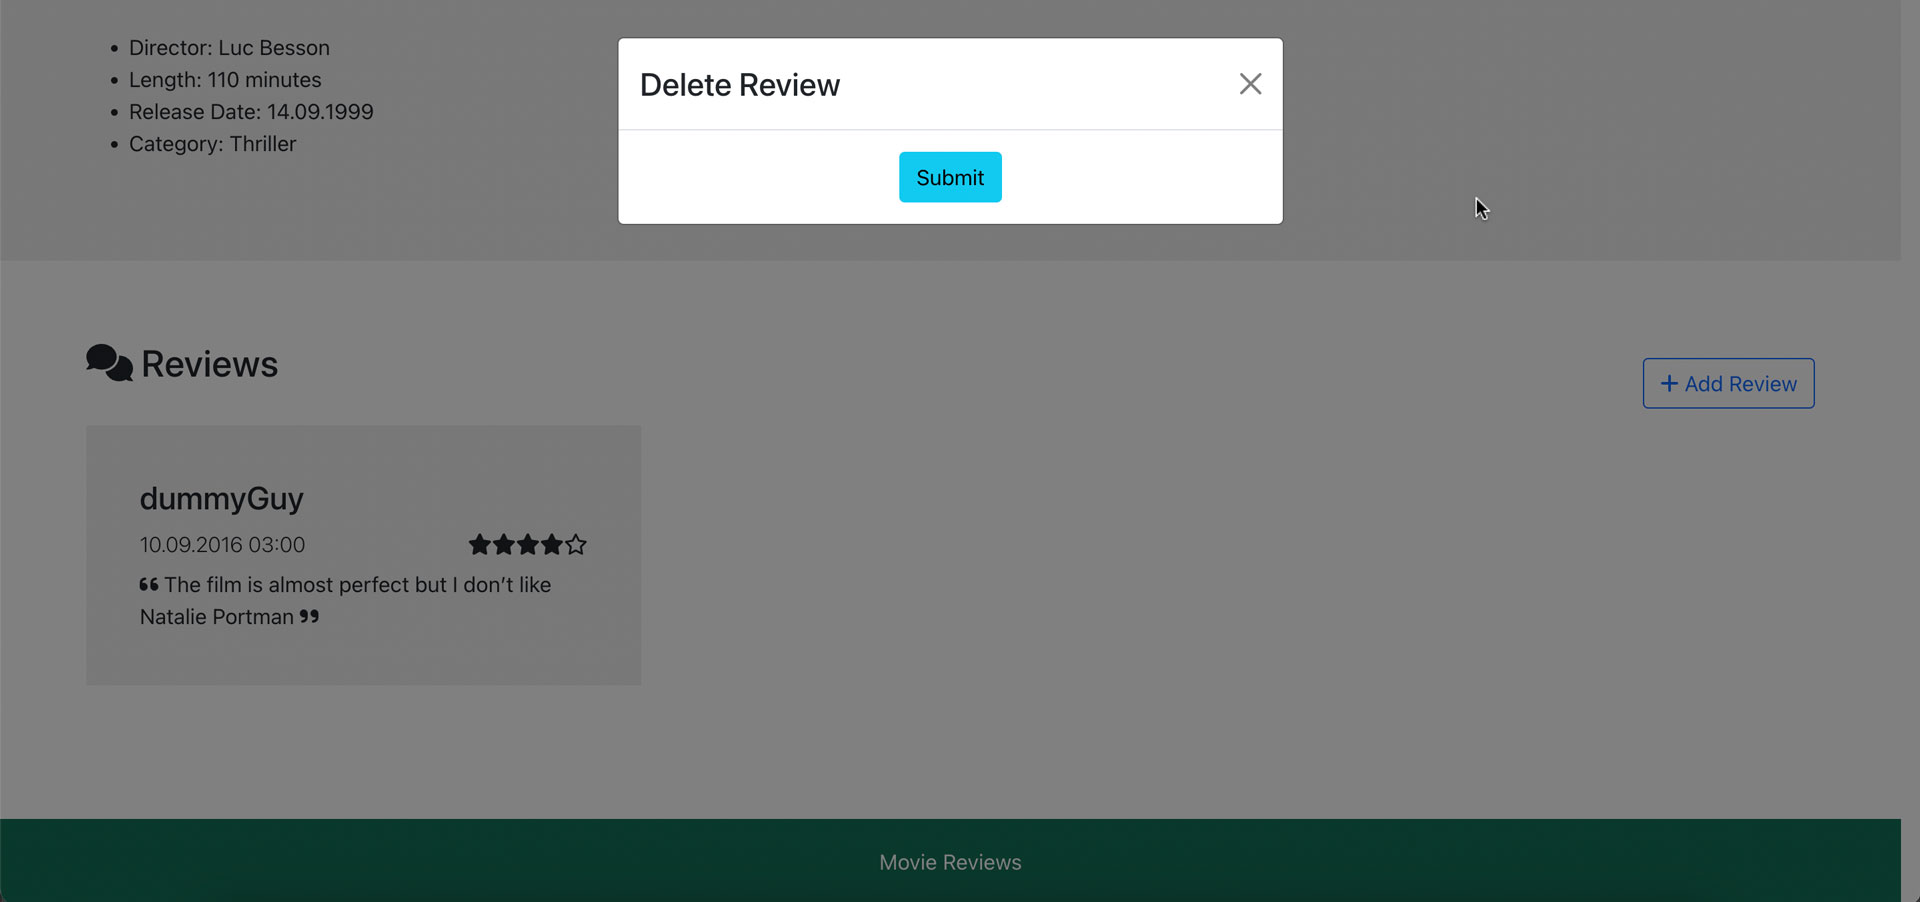 Director: Luc Besson
Length: 110 minutes
Release Date: 14.09.1999
Category: Thriller
Delete Review
Submit
Reviews
+ Add Review
dummyGuy
10.09.2016 03:00
“ The film is almost perfect but I don’t like
Natalie Portman ”
Movie Reviews